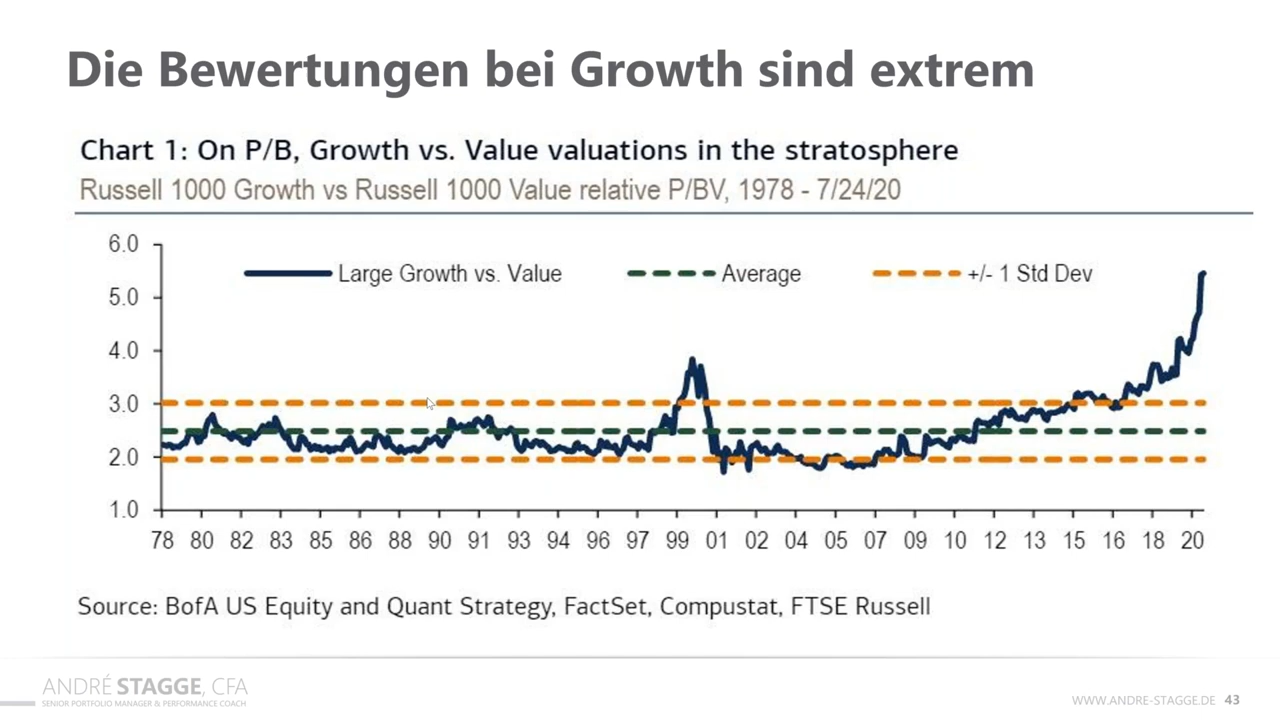 Die Bewertungen bei Growth sind extrem
Chart 1: On P/B, Growth vs. Value valuations in the stratosphere
Russell 1000 Growth vs Russell 1000 Value relative P/BV, 1978 - 7/24/20
6.0
Large Growth vs. Value
Average
+/- 1 Std Dev
5.0
4.0
3.0
2.0
1.0
78 80 82 83 85 86 88 90 91 93 94 96 97 99 01 02 04 05 07 09 10 12 13 15 16 18 20
Source: BofA US Equity and Quant Strategy, FactSet, Compustat, FTSE Russell
ANDRÉ STAGGE, CFA
SENIOR PORTFOLIO MANAGER & PERFORMANCE COACH
WWW.ANDRE-STAGGE.DE 43